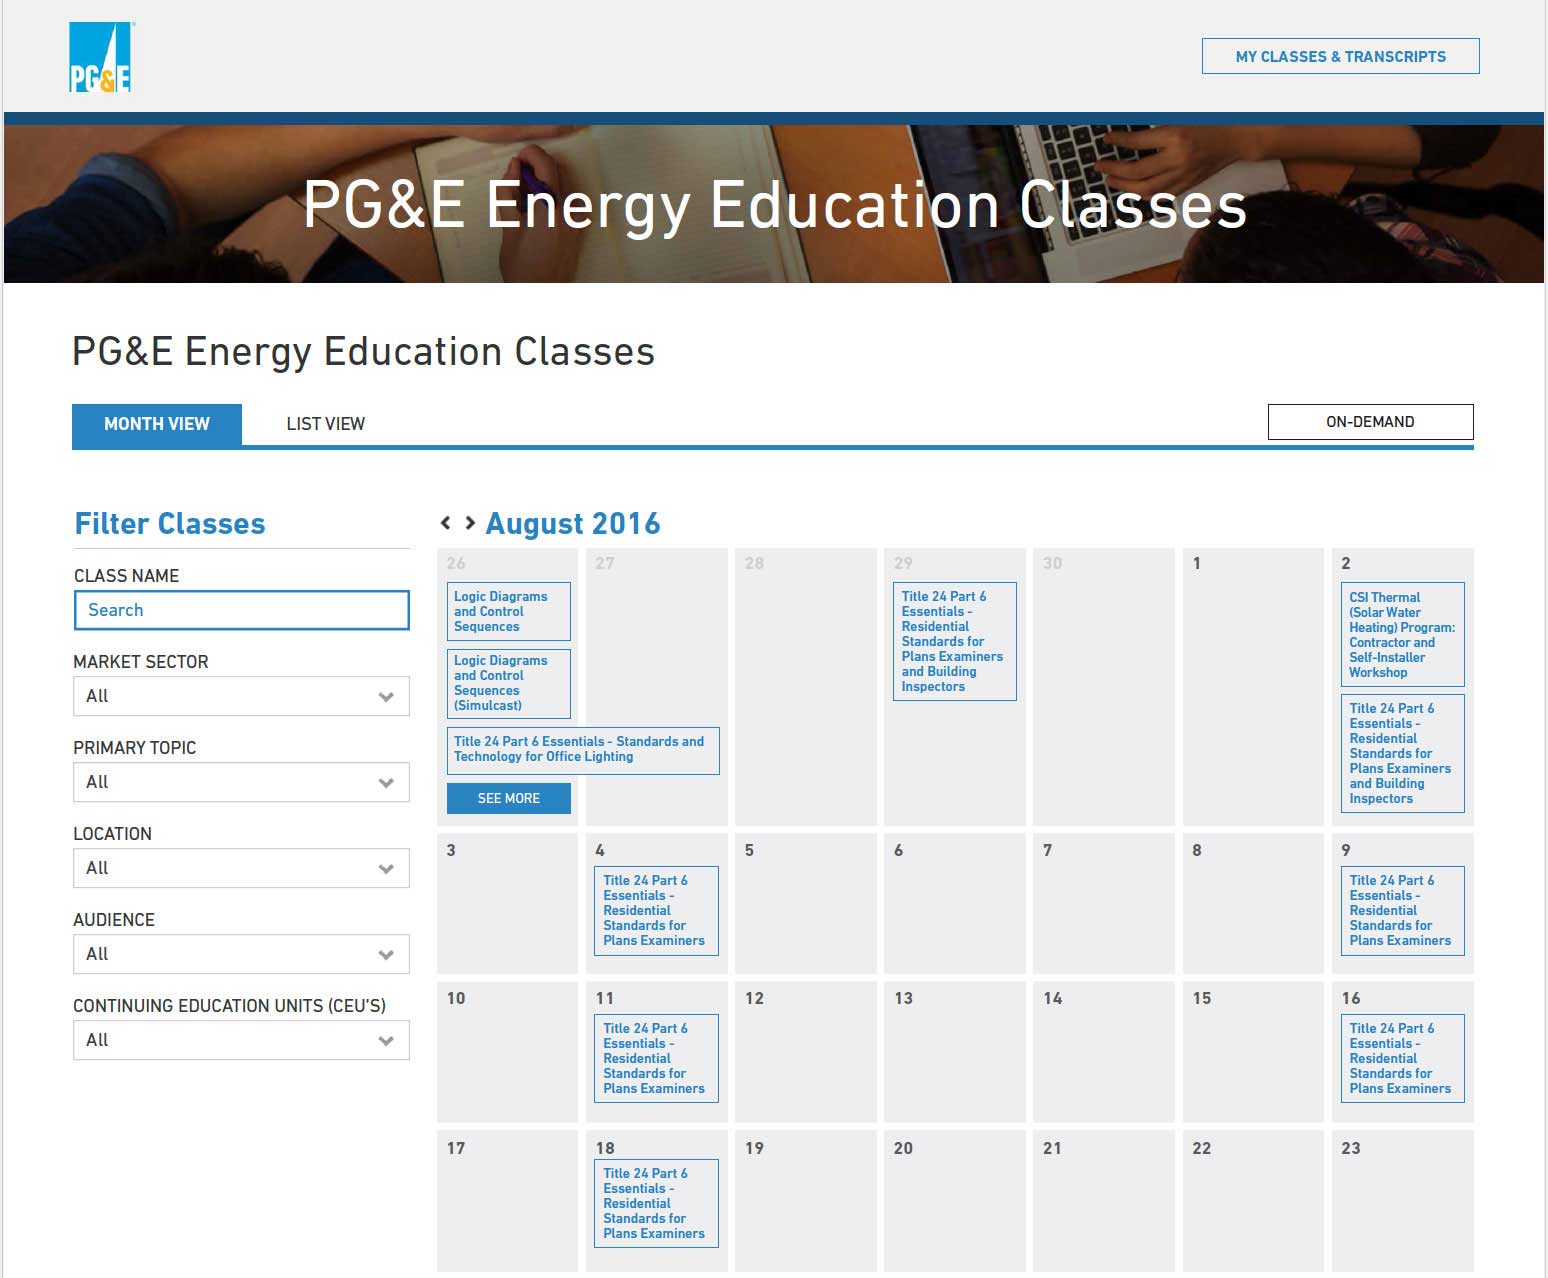 PG&E
MY CLASSES & TRANSCRIPTS
PG&E Energy Education Classes
PG&E Energy Education Classes
MONTH VIEW
LIST VIEW
ON-DEMAND
Filter Classes
CLASS NAME
Search
MARKET SECTOR
All
PRIMARY TOPIC
All
LOCATION
All
AUDIENCE
All
CONTINUING EDUCATION UNITS (CEU'S)
All
August 2016
26
Logic Diagrams
and Control
Sequences
Logic Diagrams
and Control
Sequences
(Simulcast)
Title 24 Part 6 Essentials - Standards and
Technology for Office Lighting
SEE MORE
27
28
29
Title 24 Part 6
Essentials -
Residential
Standards for
Plans Examiners
and Building
Inspectors
30
1
2
CSI Thermal
(Solar Water
Heating) Program:
Contractor and
Self-Installer
Workshop
Title 24 Part 6
Essentials -
Residential
Standards for
Plans Examiners
and Building
Inspectors
3
4
Title 24 Part 6
Essentials -
Residential
Standards for
Plans Examiners
5
6
7
8
9
Title 24 Part 6
Essentials -
Residential
Standards for
Plans Examiners
10
11
Title 24 Part 6
Essentials -
Residential
Standards for
Plans Examiners
12
13
14
15
16
Title 24 Part 6
Essentials -
Residential
Standards for
Plans Examiners
17
18
Title 24 Part 6
Essentials -
Residential
Standards for
Plans Examiners
19
20
21
22
23